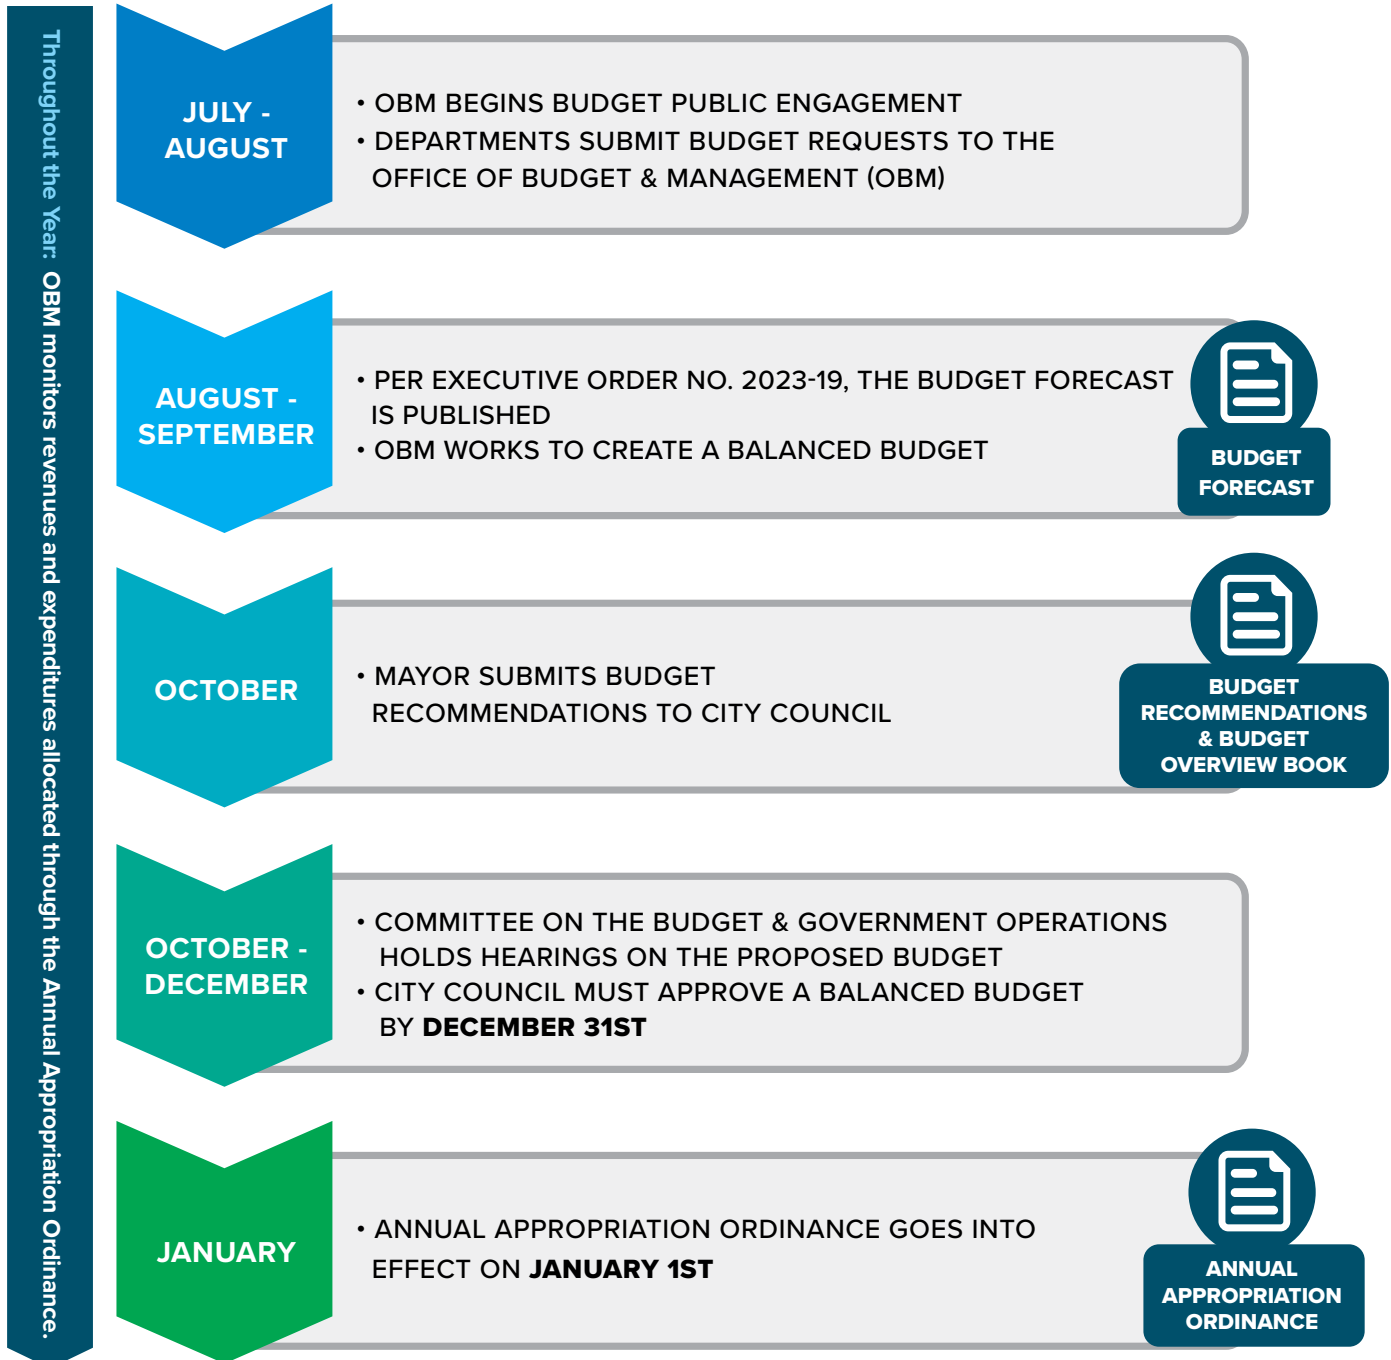 Throughout the Year: OBM monitors revenues and expenditures allocated through the Annual Appropriation Ordinance.
JULY -
AUGUST
• OBM BEGINS BUDGET PUBLIC ENGAGEMENT
• DEPARTMENTS SUBMIT BUDGET REQUESTS TO THE
OFFICE OF BUDGET & MANAGEMENT (OBM)
AUGUST -
SEPTEMBER
• PER EXECUTIVE ORDER NO. 2023-19, THE BUDGET FORECAST
IS PUBLISHED
• OBM WORKS TO CREATE A BALANCED BUDGET
BUDGET
FORECAST
OCTOBER
• MAYOR SUBMITS BUDGET
RECOMMENDATIONS TO CITY COUNCIL
BUDGET
RECOMMENDATIONS
& BUDGET
OVERVIEW BOOK
OCTOBER -
DECEMBER
• COMMITTEE ON THE BUDGET & GOVERNMENT OPERATIONS
HOLDS HEARINGS ON THE PROPOSED BUDGET
• CITY COUNCIL MUST APPROVE A BALANCED BUDGET
BY DECEMBER 31ST
JANUARY
• ANNUAL APPROPRIATION ORDINANCE GOES INTO
EFFECT ON JANUARY 1ST
ANNUAL
APPROPRIATION
ORDINANCE